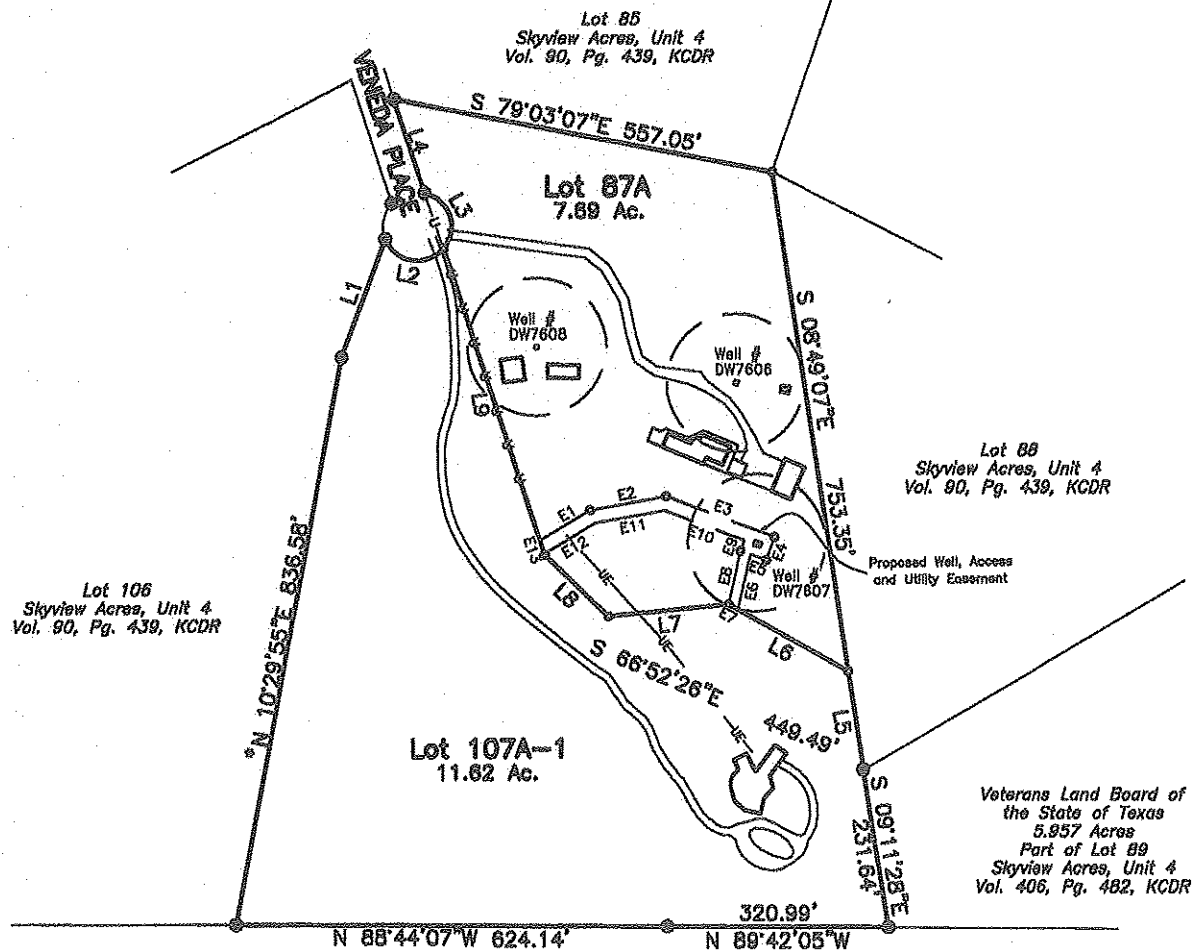 Lot 85
Skyview Acres, Unit 4
Vol. 90, Pg. 439, KCDR
VENEDA PLACE
S 79°03'07"E 557.05'
L4
L3
Lot 87A
7.69 Ac.
U
L2
L1
Well #
DW7608
Well #
DW7606
S 08°49'07"E
753.35'
L9
Lot 88
Skyview Acres, Unit 4
Vol. 90, Pg. 439, KCDR
E1
E2
E3
E11
E10
E12
E13
E9
E4
E5
E8
E6
E7
Well #
DW7607
Proposed Well, Access
and Utility Easement
UE
L8
L7
L6
UE
Lot 106
Skyview Acres, Unit 4
Vol. 90, Pg. 439, KCDR
*N 10°29'55"E 836.58'
S 66°52'26"E
449.49'
UE
L5
Lot 107A-1
11.62 Ac.
S 09°11'28"E
231.64'
Veterans Land Board of
the State of Texas
5.957 Acres
Part of Lot 89
Skyview Acres, Unit 4
Vol. 406, Pg. 482, KCDR
320.99'
N 88°44'07"W 624.14'
N 89°42'05"W